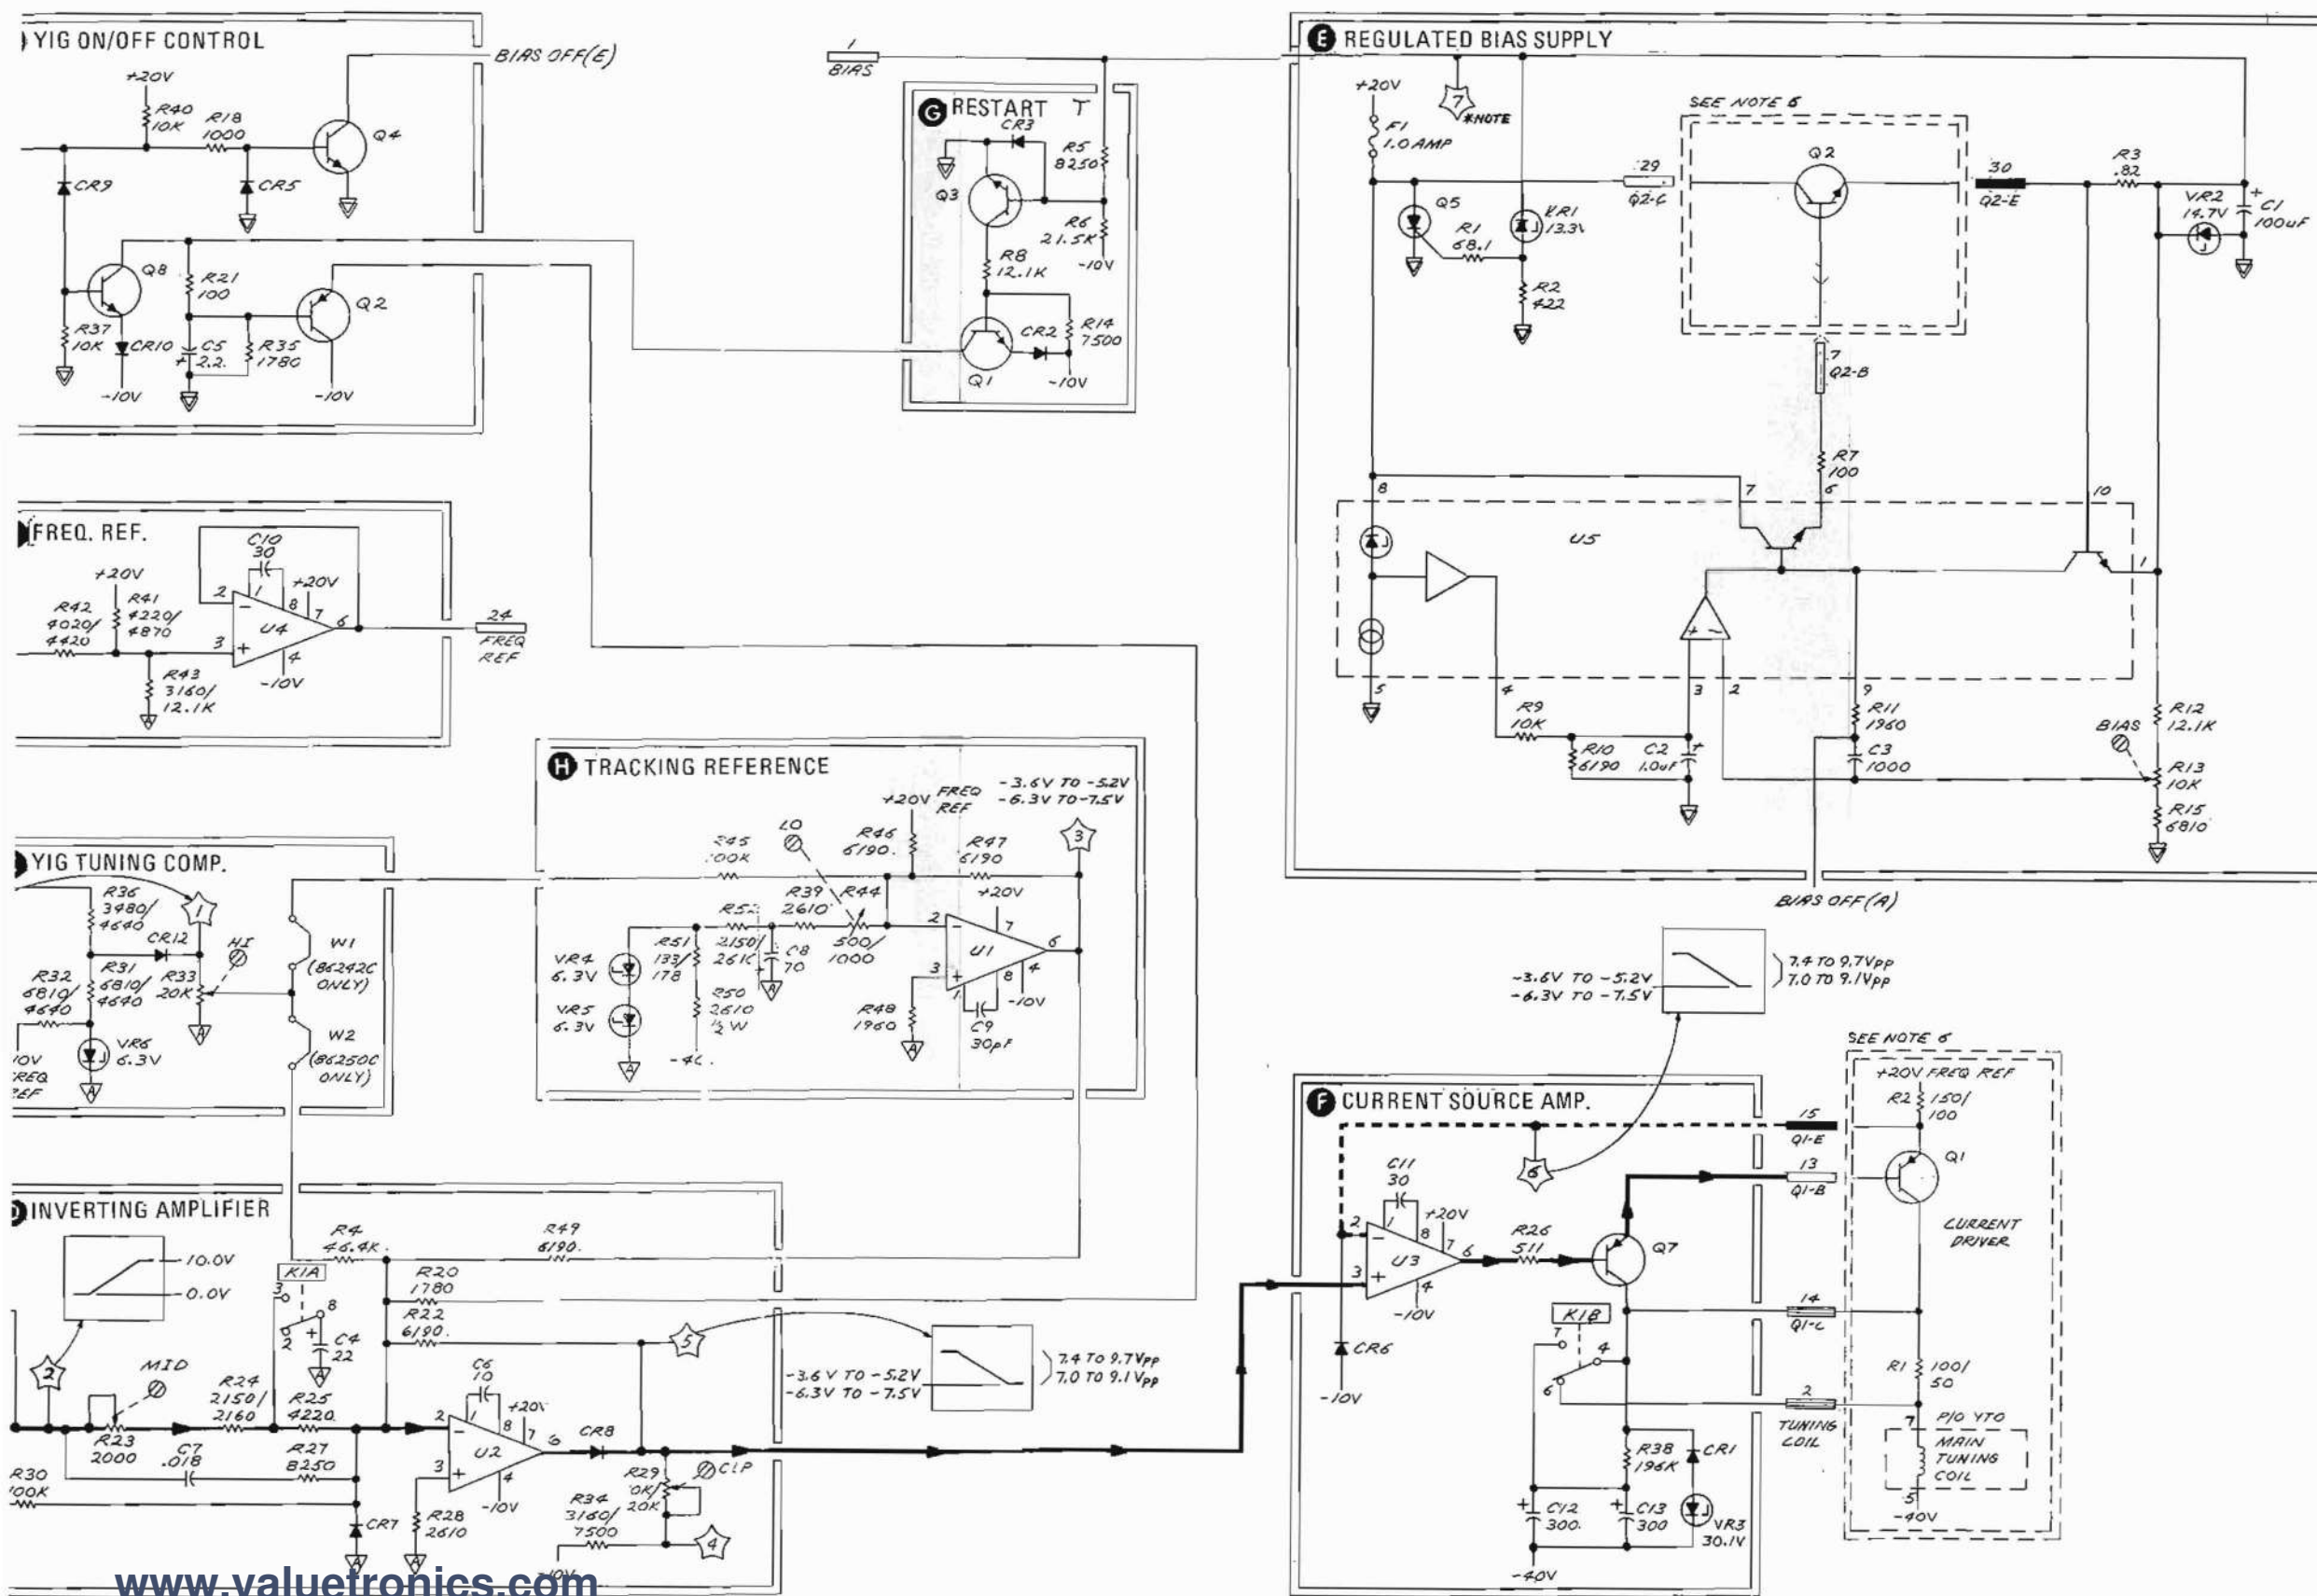 YIG ON/OFF CONTROL
BIAS OFF(E)
+20V
R40
10K
R18
1000
Q4
CR9
CR5
Q8
R21
100
Q2
R37
10K
CR10
C5
2.2
R35
1780
-10V
-10V
1
BIAS
G RESTART T
CR3
R5
8250
Q3
R6
21.5K
-10V
R8
12.1K
R14
7500
CR2
Q1
-10V
E REGULATED BIAS SUPPLY
+20V
7
*NOTE
F1
1.0 AMP
SEE NOTE 6
Q2
29
Q2-C
30
Q2-E
R3
.82
VR2
14.7V
+
C1
100uF
Q5
R1
68.1
VR1
13.3V
R2
422
7
Q2-B
R7
100
8
7
6
10
U5
1
+ -
5
4
3
2
9
R9
10K
R10
6190
C2
1.0uF
+
R11
1960
C3
1000
BIAS
R12
12.1K
R13
10K
R15
6810
BIAS OFF(A)
FREQ. REF.
C10
30
+20V
+20V
R42
4020/
4420
R41
4220/
4870
2
1
8
7
U4
6
3
+
4
-10V
R43
3160/
12.1K
24
FREQ
REF
H TRACKING REFERENCE
-3.6V TO -5.2V
-6.3V TO -7.5V
+20V FREQ
REF
3
LO
R46
6190
R47
6190
+20V
R39
2610
R44
500/
1000
R52
2150/
R51
133/
178
C8
70
VR4
6.3V
VR5
6.3V
2610
1/2 W
2
7
U1
6
3
8
4
1
-10V
R48
1960
C9
30pF
YIG TUNING COMP.
R36
3480/
4640
1
CR12
HI
W1
(86242C
ONLY)
R32
6810/
4640
R31
6810/
4640
R33
20K
W2
(86250C
ONLY)
VR6
6.3V
INVERTING AMPLIFIER
10.0V
0.0V
R4
46.4K
R49
6190
K1A
3
8
2
+
C4
22
R20
1780
R22
6190
5
-3.6V TO -5.2V
-6.3V TO -7.5V
7.4 TO 9.7Vpp
7.0 TO 9.1Vpp
2
MID
R24
2150/
2160
R25
4220
R23
2000
C7
.018
R27
8250
R30
C6
10
+20V
2
1
8
7
6
U2
3
+
4
-10V
CR8
R28
2610
CR7
R29
20K
CLP
R34
3160/
7500
4
F CURRENT SOURCE AMP.
-3.6V TO -5.2V
-6.3V TO -7.5V
7.4 TO 9.7Vpp
7.0 TO 9.1Vpp
6
C11
30
+20V
2
1
8
7
6
U3
3
+
4
-10V
R26
511
Q7
CR6
-10V
K1B
7
4
6
R38
196K
CR1
VR3
30.1V
+
C12
300
+
C13
300
-40V
15
Q1-E
13
Q1-B
14
Q1-C
2
TUNING
COIL
SEE NOTE 6
+20V FREQ REF
R2
150/
100
Q1
CURRENT
DRIVER
R1
100/
50
7
P/O YTO
MAIN
TUNING
COIL
5
-40V
www.valuetronics.com